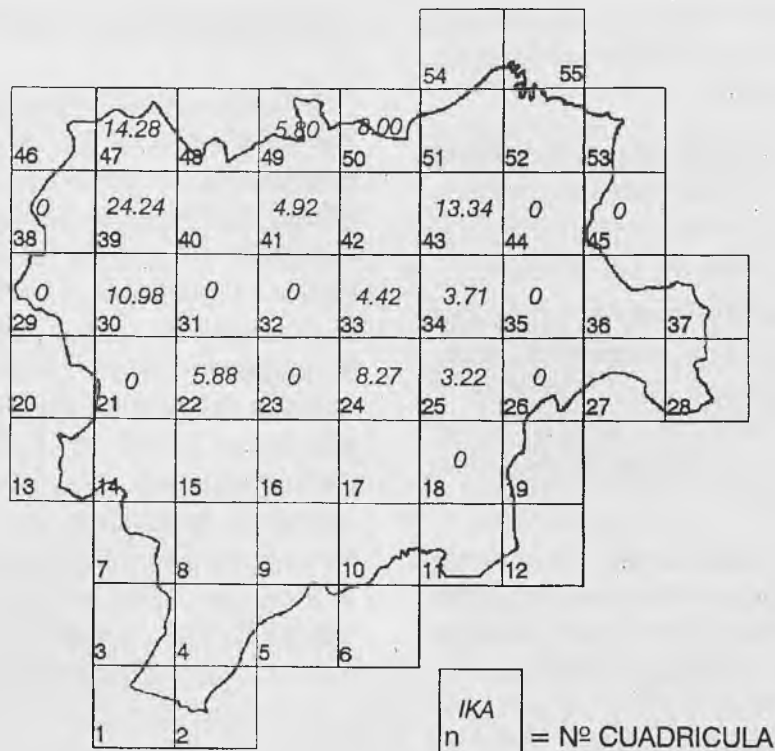 54 55
14.28 5.80 8.00
46 47 48 49 50 51 52 53
0 24.24 4.92 13.34 0 0
38 39 40 41 42 43 44 45
0 10.98 0 0 4.42 3.71 0
29 30 31 32 33 34 35 36 37
0 5.88 0 8.27 3.22 0
20 21 22 23 24 25 26 27 28
0
13 14 15 16 17 18 19
7 8 9 10 11 12
3 4 5 6
IKA
1 2 n = Nº CUADRICULA